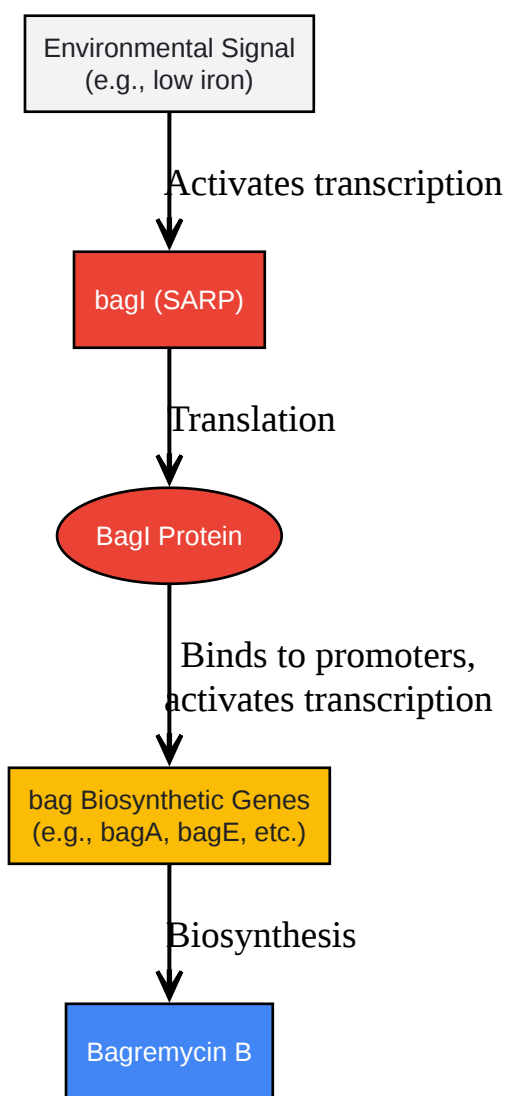 Environmental Signal
(e.g., low iron)
Activates transcription
bagI (SARP)
Translation
BagI Protein
Binds to promoters,
activates transcription
bag Biosynthetic Genes
(e.g., bagA, bagE, etc.)
Biosynthesis
Bagremycin B